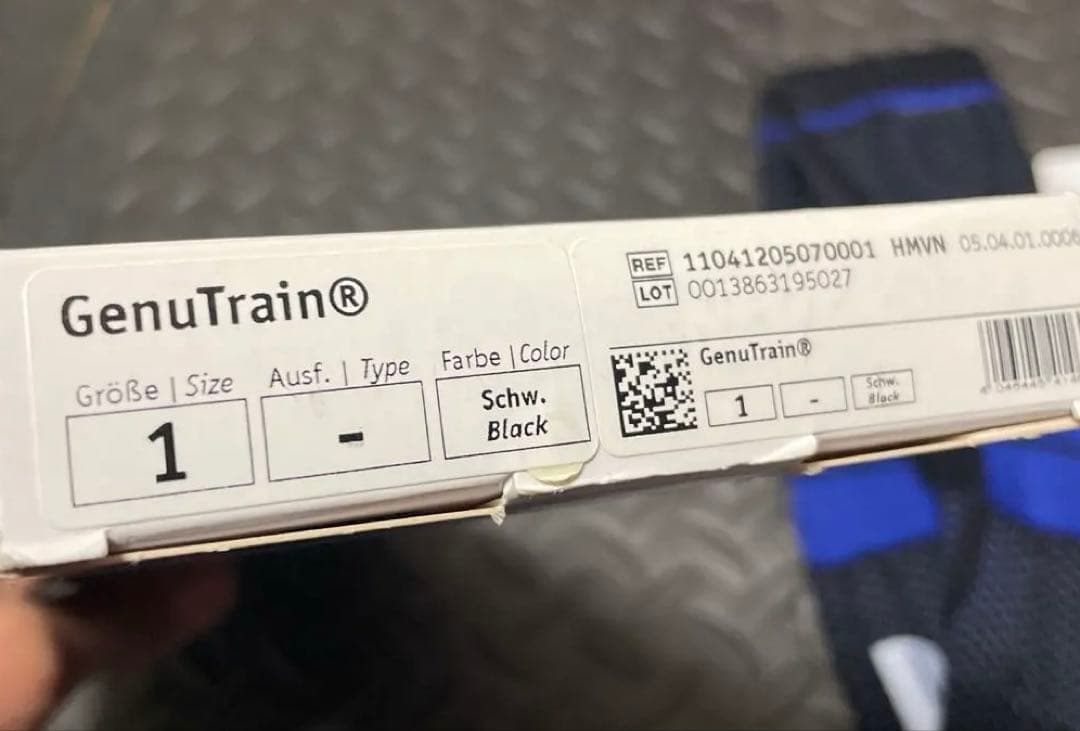 GenuTrain®
Größe | Size
Ausf. | Type
Farbe | Color
1
-
Schw.
Black
REF 11041205070001 HMVN 05.04.01.0006
LOT 0013863195027
GenuTrain®
1
-
Schw.
Black